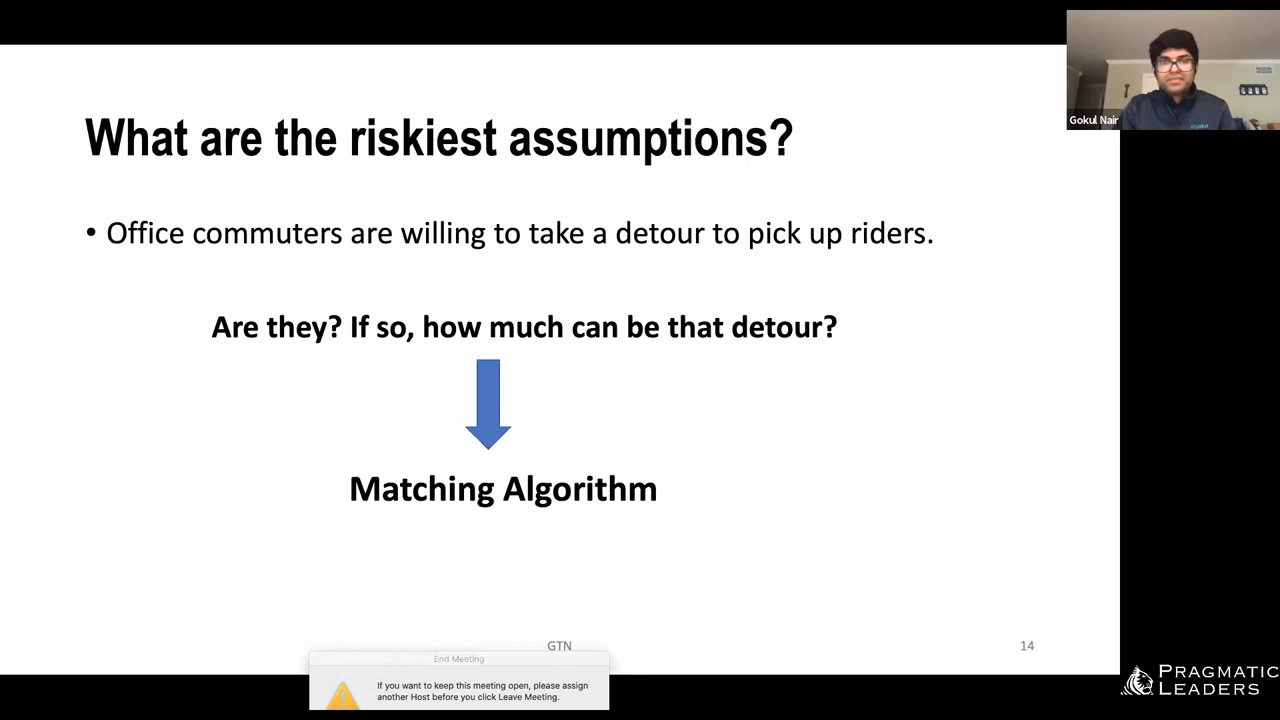 What are the riskiest assumptions?
• Office commuters are willing to take a detour to pick up riders.
Are they? If so, how much can be that detour?
Matching Algorithm
GTN
14
End Meeting
If you want to keep this meeting open, please assign
another Host before you click Leave Meeting.
Gokul Nair
PRAGMATIC
LEADERS